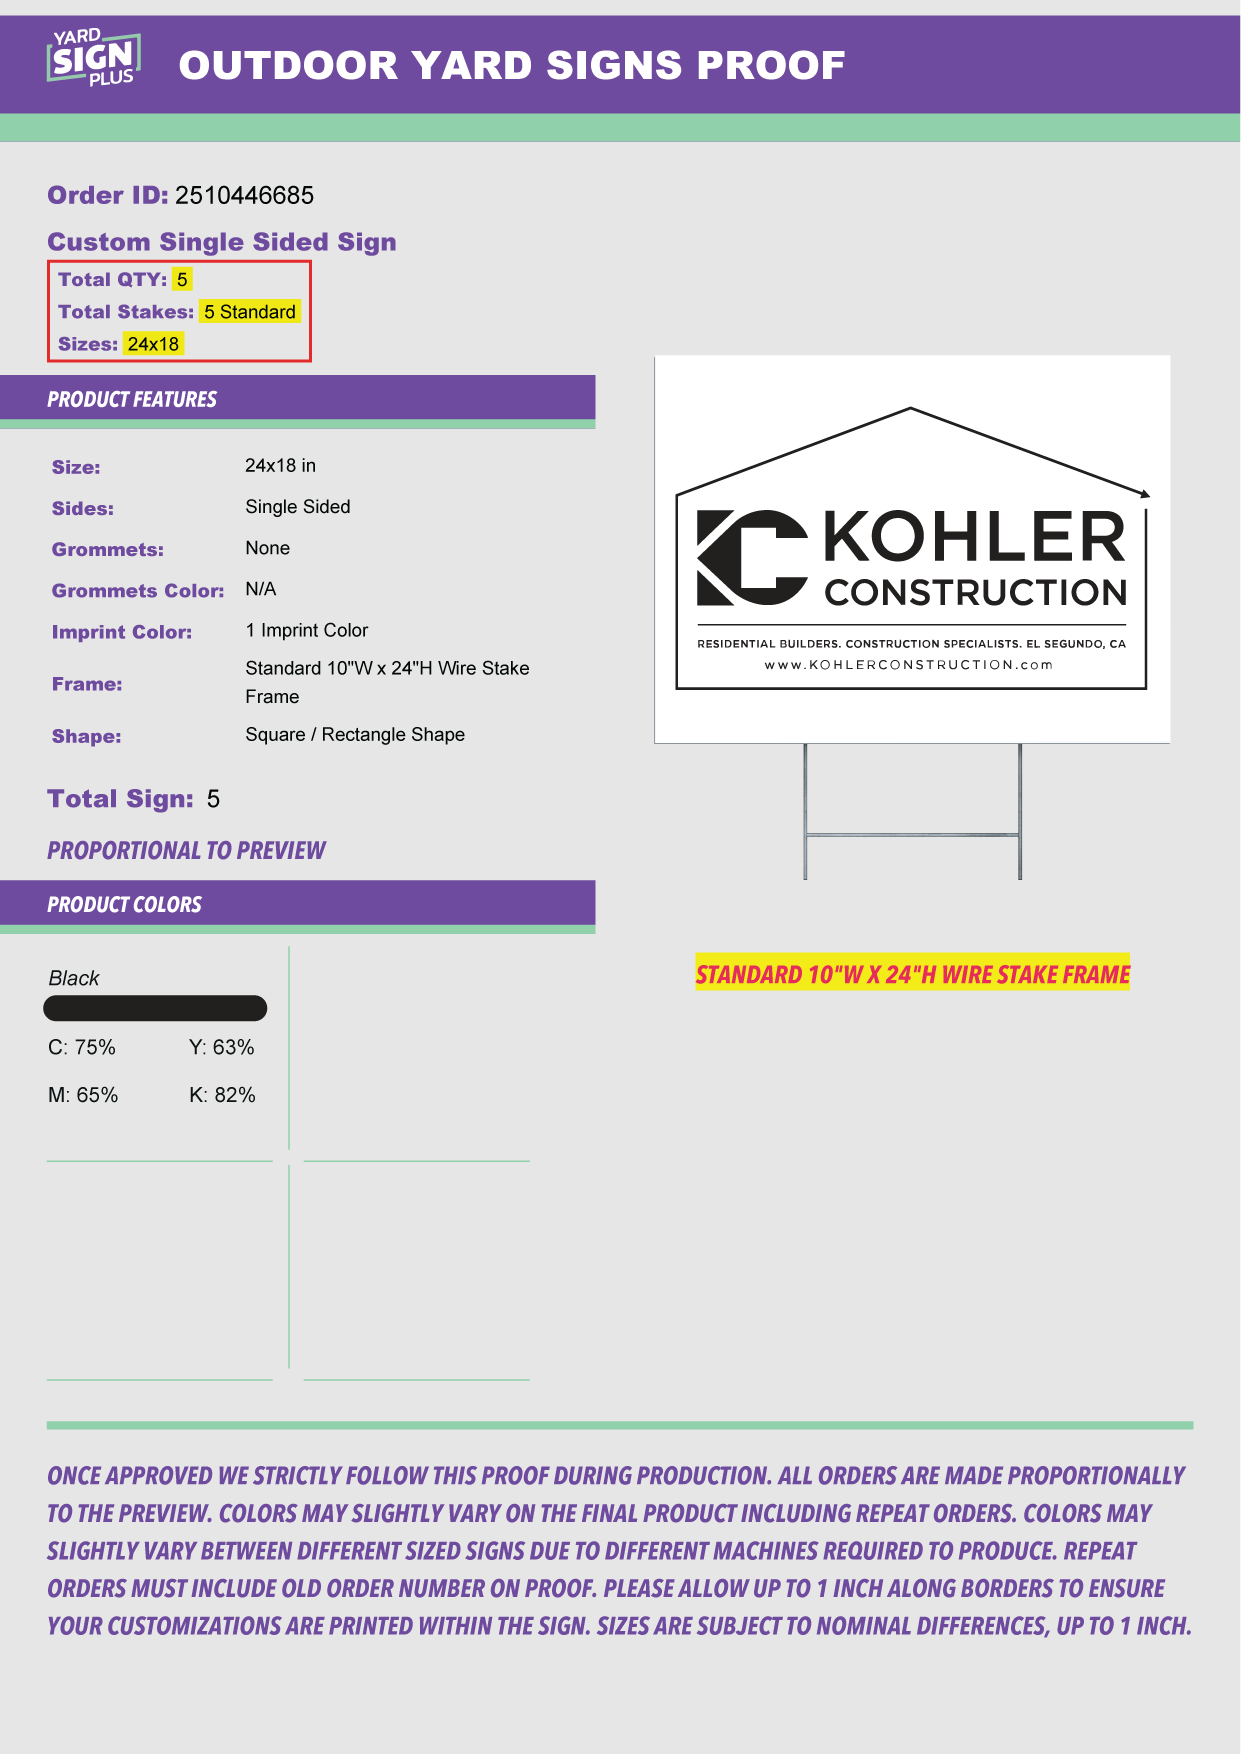 YARD
SIGN
PLUS
OUTDOOR YARD SIGNS PROOF
Order ID: 2510446685
Custom Single Sided Sign
Total QTY: 5
Total Stakes: 5 Standard
Sizes: 24x18
PRODUCT FEATURES
Size: 24x18 in
Sides: Single Sided
Grommets: None
Grommets Color: N/A
Imprint Color: 1 Imprint Color
Frame: Standard 10"W x 24"H Wire Stake
Frame
Shape: Square / Rectangle Shape
Total Sign: 5
PROPORTIONAL TO PREVIEW
PRODUCT COLORS
Black
C: 75% Y: 63%
M: 65% K: 82%
KC KOHLER
CONSTRUCTION
RESIDENTIAL BUILDERS. CONSTRUCTION SPECIALISTS. EL SEGUNDO, CA
www.KOHLERCONSTRUCTION.com
STANDARD 10"W X 24"H WIRE STAKE FRAME
ONCE APPROVED WE STRICTLY FOLLOW THIS PROOF DURING PRODUCTION. ALL ORDERS ARE MADE PROPORTIONALLY
TO THE PREVIEW. COLORS MAY SLIGHTLY VARY ON THE FINAL PRODUCT INCLUDING REPEAT ORDERS. COLORS MAY
SLIGHTLY VARY BETWEEN DIFFERENT SIZED SIGNS DUE TO DIFFERENT MACHINES REQUIRED TO PRODUCE. REPEAT
ORDERS MUST INCLUDE OLD ORDER NUMBER ON PROOF. PLEASE ALLOW UP TO 1 INCH ALONG BORDERS TO ENSURE
YOUR CUSTOMIZATIONS ARE PRINTED WITHIN THE SIGN. SIZES ARE SUBJECT TO NOMINAL DIFFERENCES, UP TO 1 INCH.